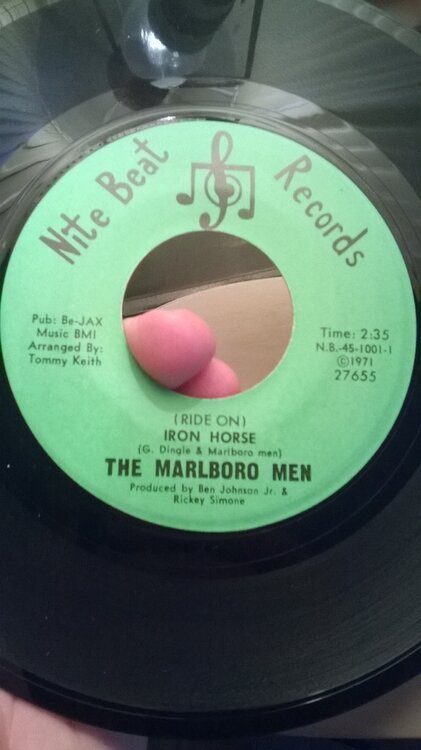 Nite Beat Records
Pub: Be-JAX
Music BMI
Arranged By:
Tommy Keith
Time: 2:35
N.B.-45-1001-1
©1971
27655
(RIDE ON)
IRON HORSE
(G. Dingle & Marlboro men)
THE MARLBORO MEN
Produced by Ben Johnson Jr. &
Rickey Simone